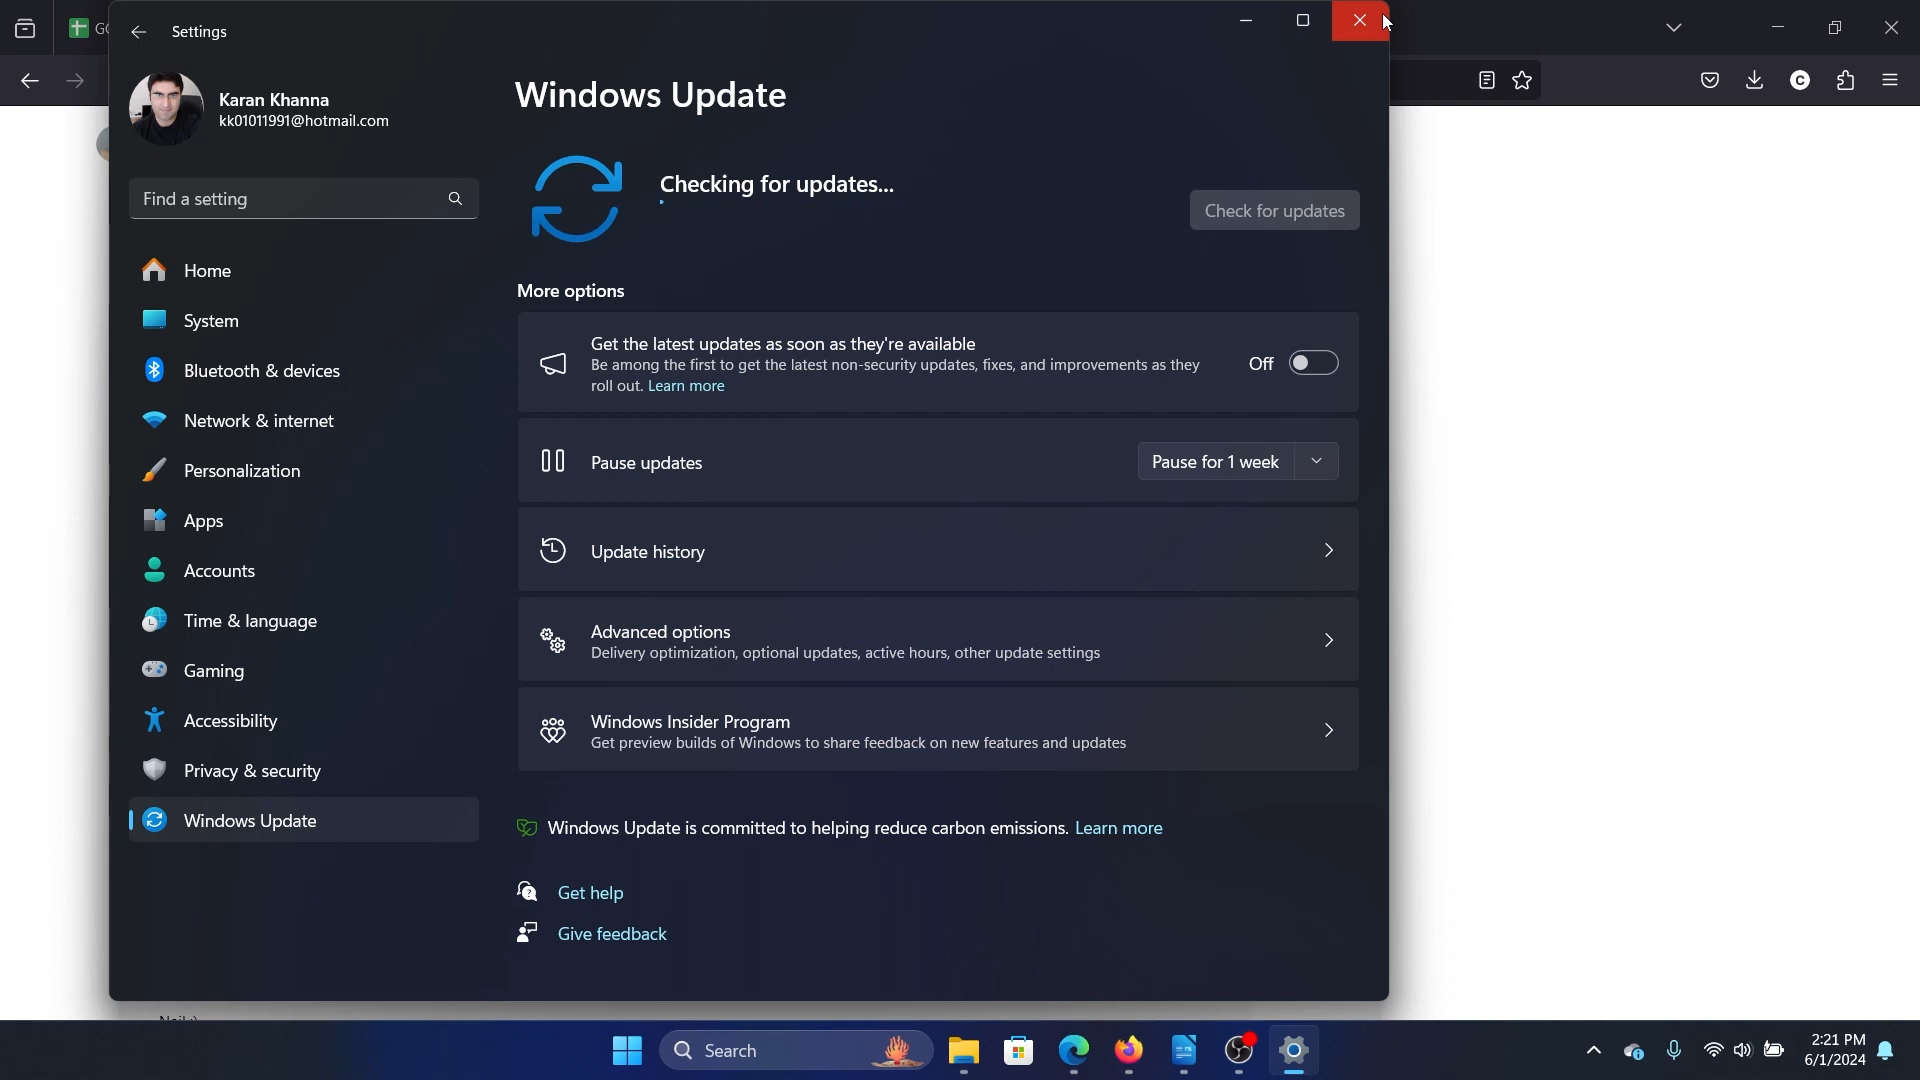 GO
Settings
Karan Khanna
kk01011991@hotmail.com
Find a setting
Home
System
Bluetooth & devices
Network & internet
Personalization
Apps
Accounts
Time & language
Gaming
Accessibility
Privacy & security
Windows Update
Windows Update
Checking for updates...
Check for updates
More options
Get the latest updates as soon as they're available
Be among the first to get the latest non-security updates, fixes, and improvements as they
roll out. Learn more
Off
Pause updates
Pause for 1 week
Update history
Advanced options
Delivery optimization, optional updates, active hours, other update settings
Windows Insider Program
Get preview builds of Windows to share feedback on new features and updates
Windows Update is committed to helping reduce carbon emissions. Learn more
Get help
Give feedback
C
Search
2:21 PM
6/1/2024